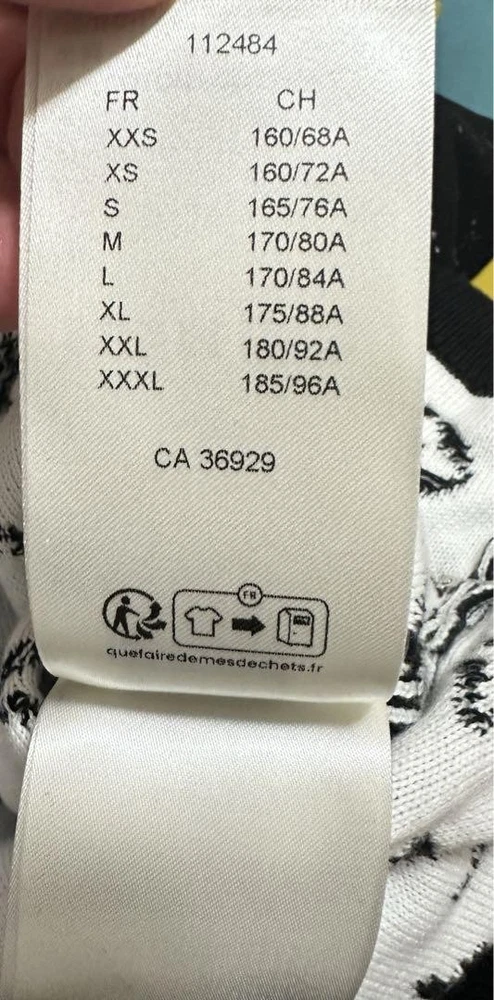 112484
FR CH
XXS 160/68A
XS 160/72A
S 165/76A
M 170/80A
L 170/84A
XL 175/88A
XXL 180/92A
XXXL 185/96A
CA 36929
FR
quefairedemesdechets.fr